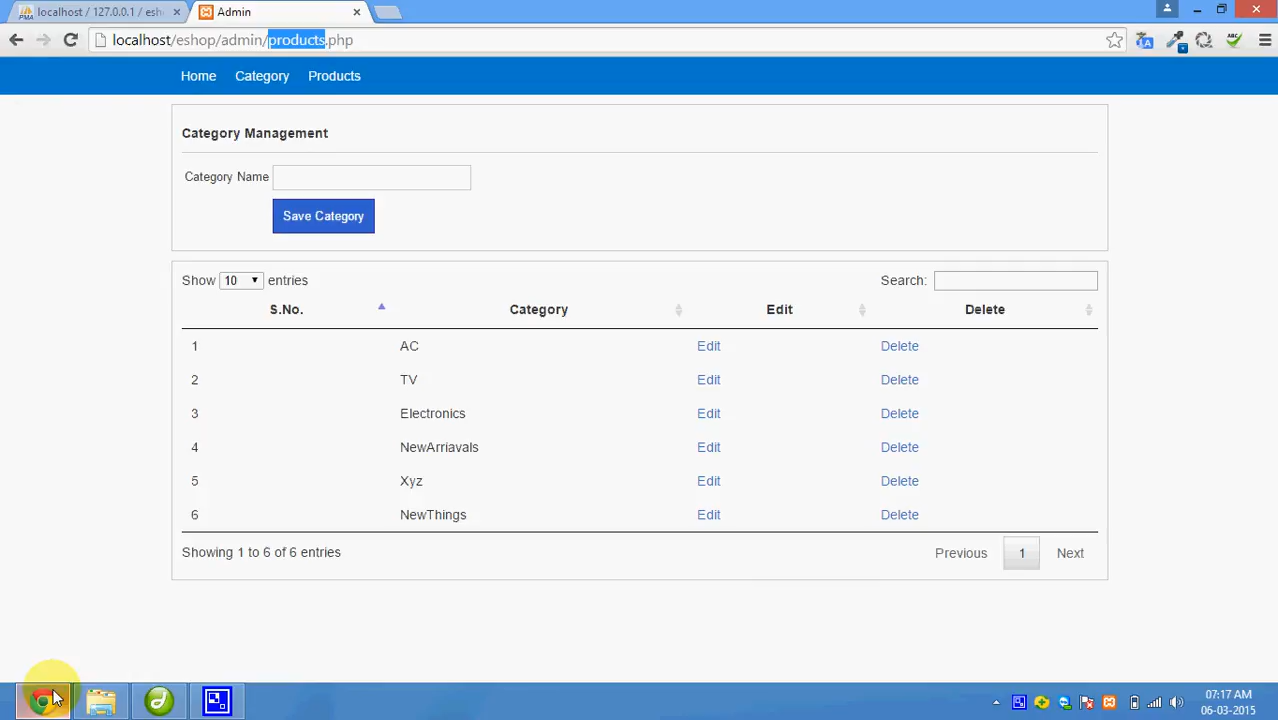 localhost / 127.0.0.1 / esh
Admin
localhost/eshop/admin/products.php
Home Category Products
Category Management
Category Name
Save Category
Show 10 entries Search:
S.No. Category Edit Delete
1 AC Edit Delete
2 TV Edit Delete
3 Electronics Edit Delete
4 NewArriavals Edit Delete
5 Xyz Edit Delete
6 NewThings Edit Delete
Showing 1 to 6 of 6 entries Previous 1 Next
07:17 AM
06-03-2015